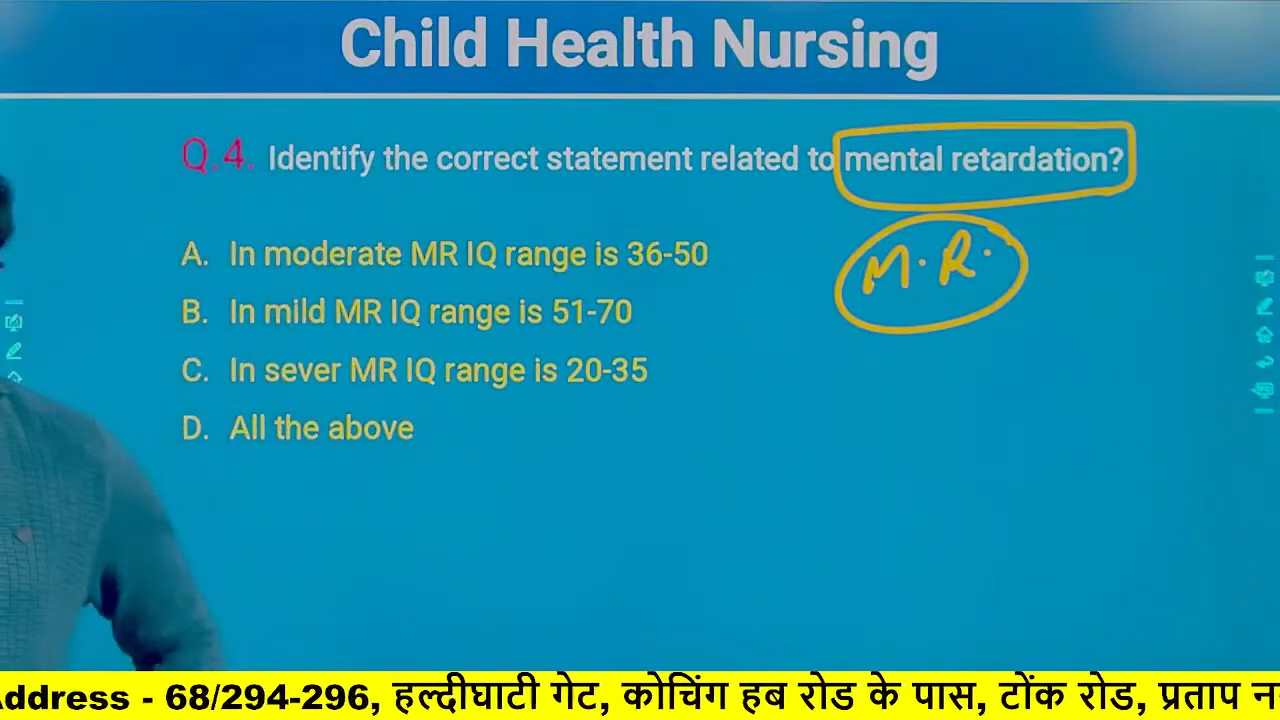 Child Health Nursing
Q.4. Identify the correct statement related to mental retardation?
M.R.
A. In moderate MR IQ range is 36-50
B. In mild MR IQ range is 51-70
C. In sever MR IQ range is 20-35
D. All the above
Address - 68/294-296, हल्दीघाटी गेट, कोचिंग हब रोड के पास, टोंक रोड, प्रताप